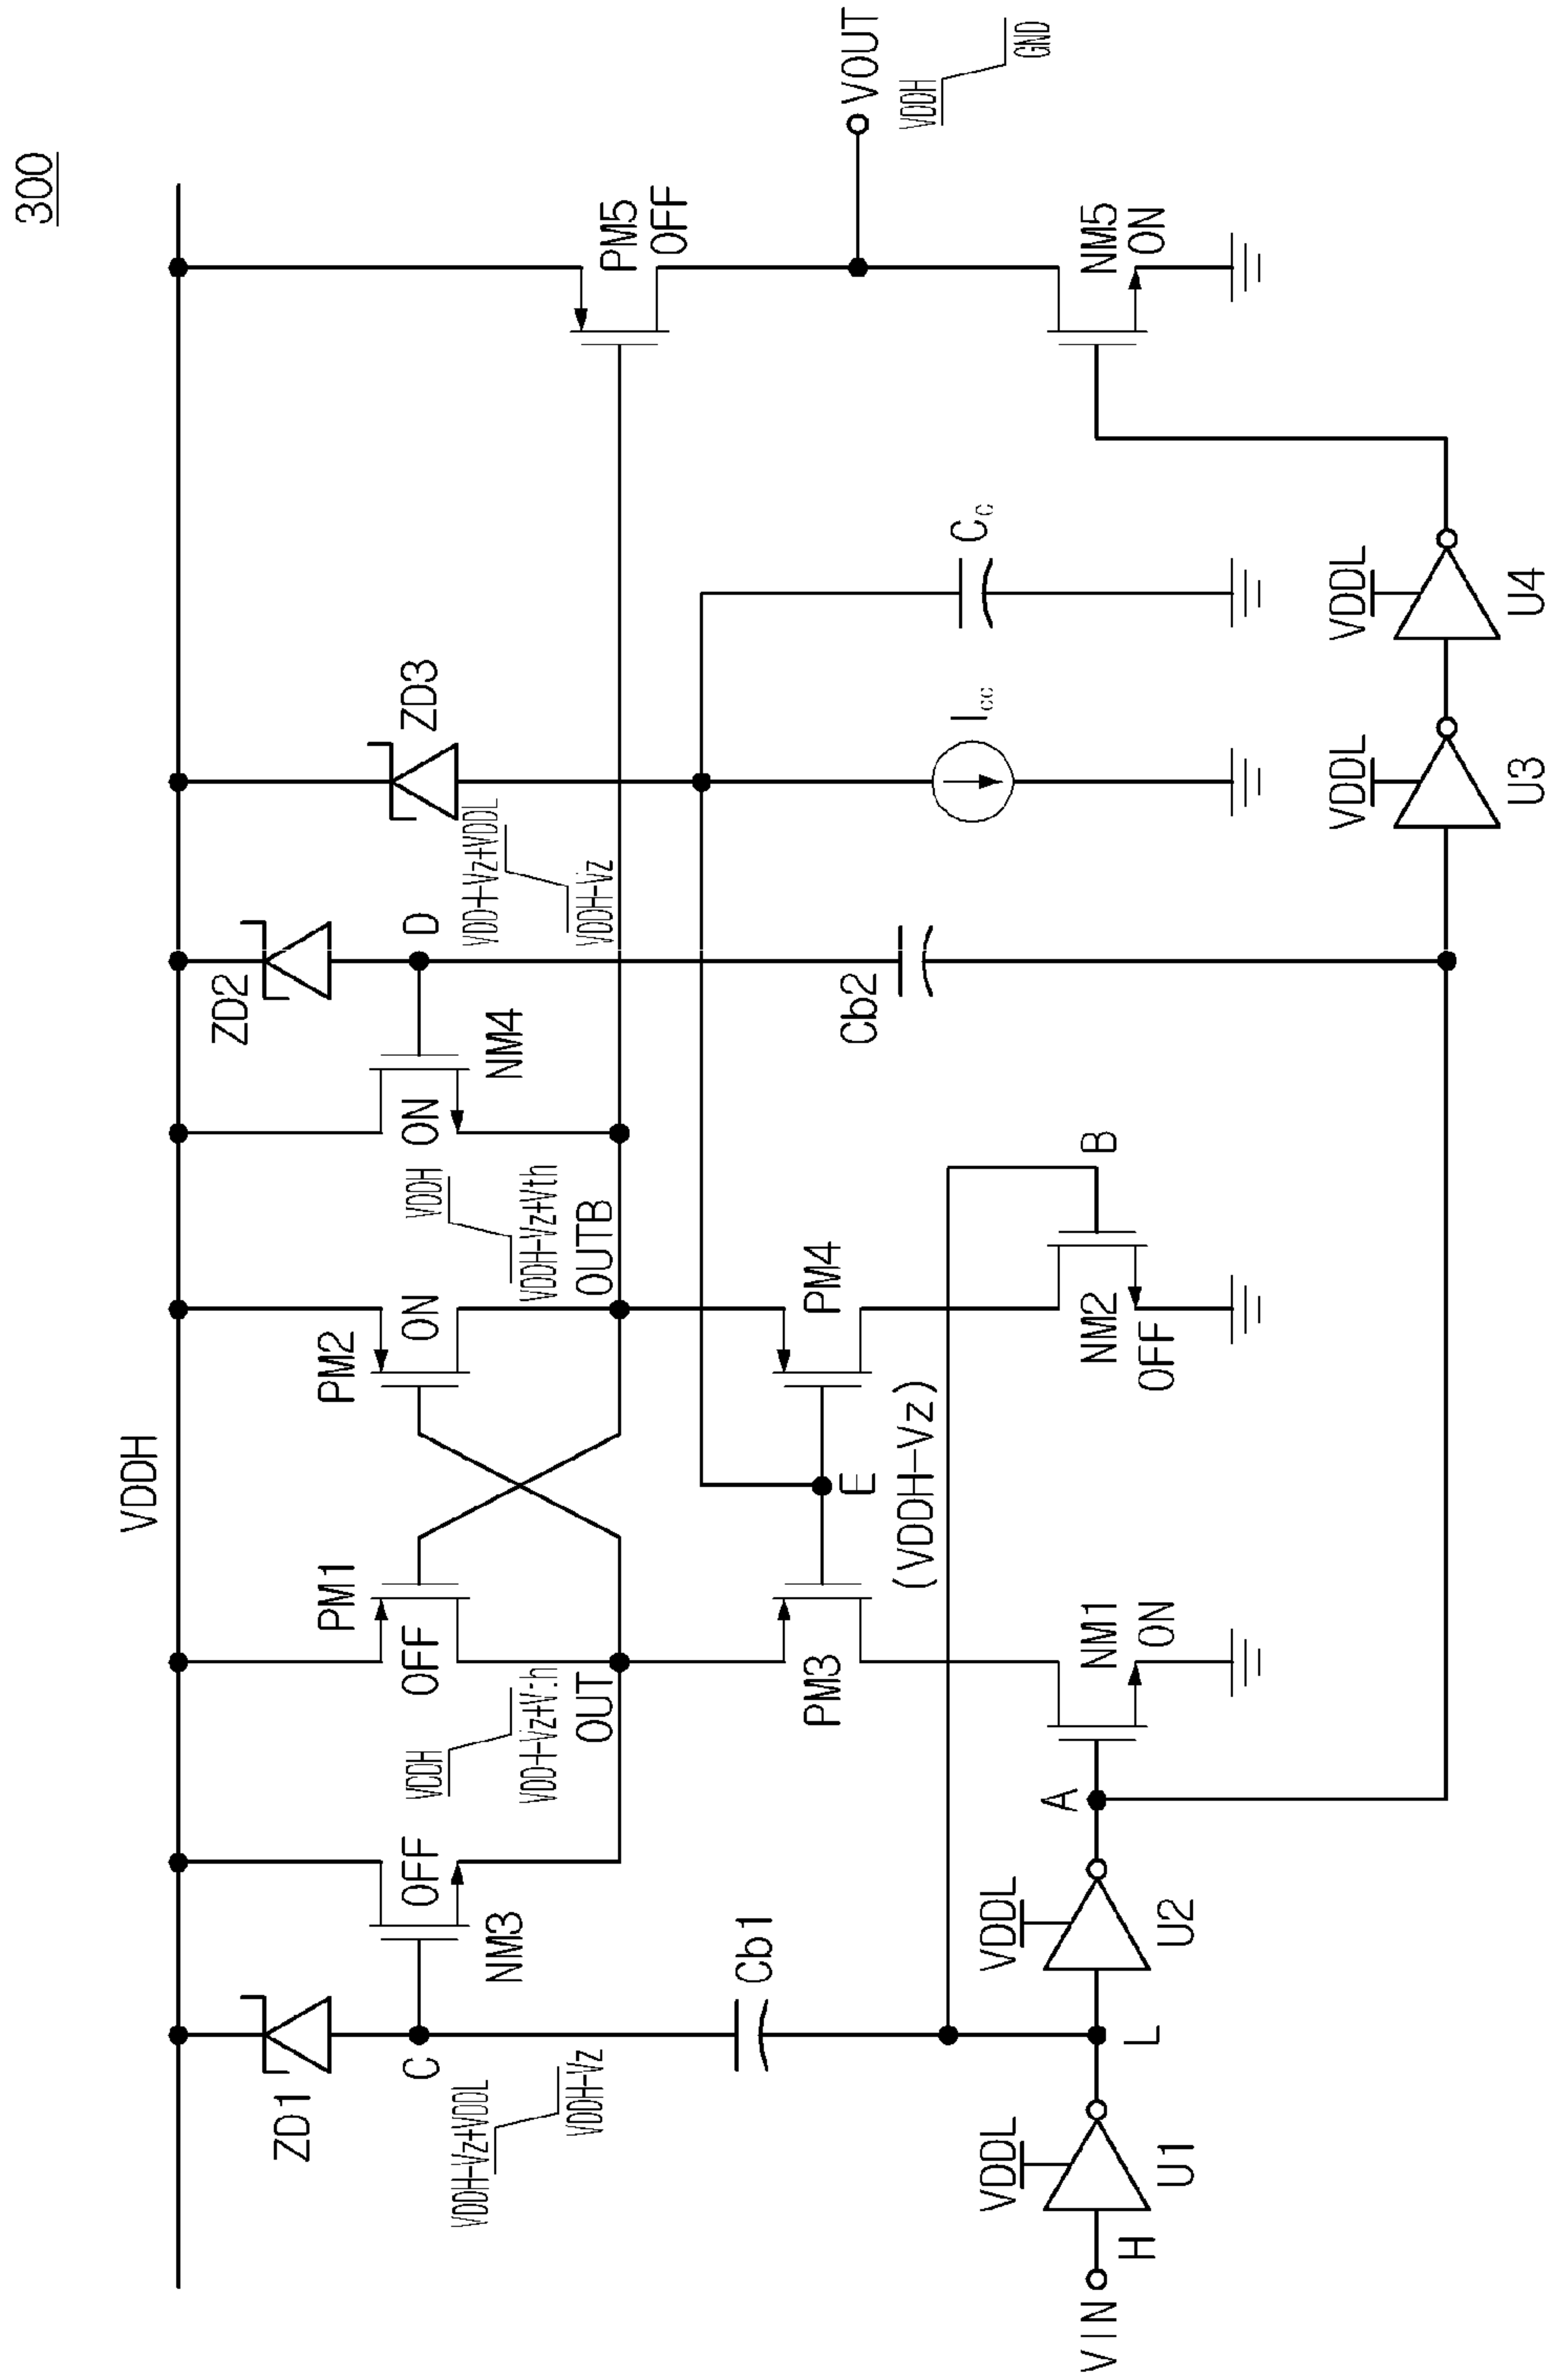 300
VDDH
ZD1
C
VDDH-Vz+VDDL
VDDH-Vz
NM3
OFF
PM1
OFF
VDDH
OUT
PM2
ON
VDDH
VDDH-Vz+Vth
OUTB
NM4
ON
ZD2
D
VDDH-Vz+VDDL
VDDH-Vz
ZD3
PM5
OFF
VOUT
VDDH
GND
Cb1
PM3
E
(VDDH-Vz)
PM4
Cb2
Icc
Cc
VIN
H
VDDL
U1
L
VDDL
U2
A
NM1
ON
NM2
OFF
B
NM5
ON
VDDL
U3
VDDL
U4